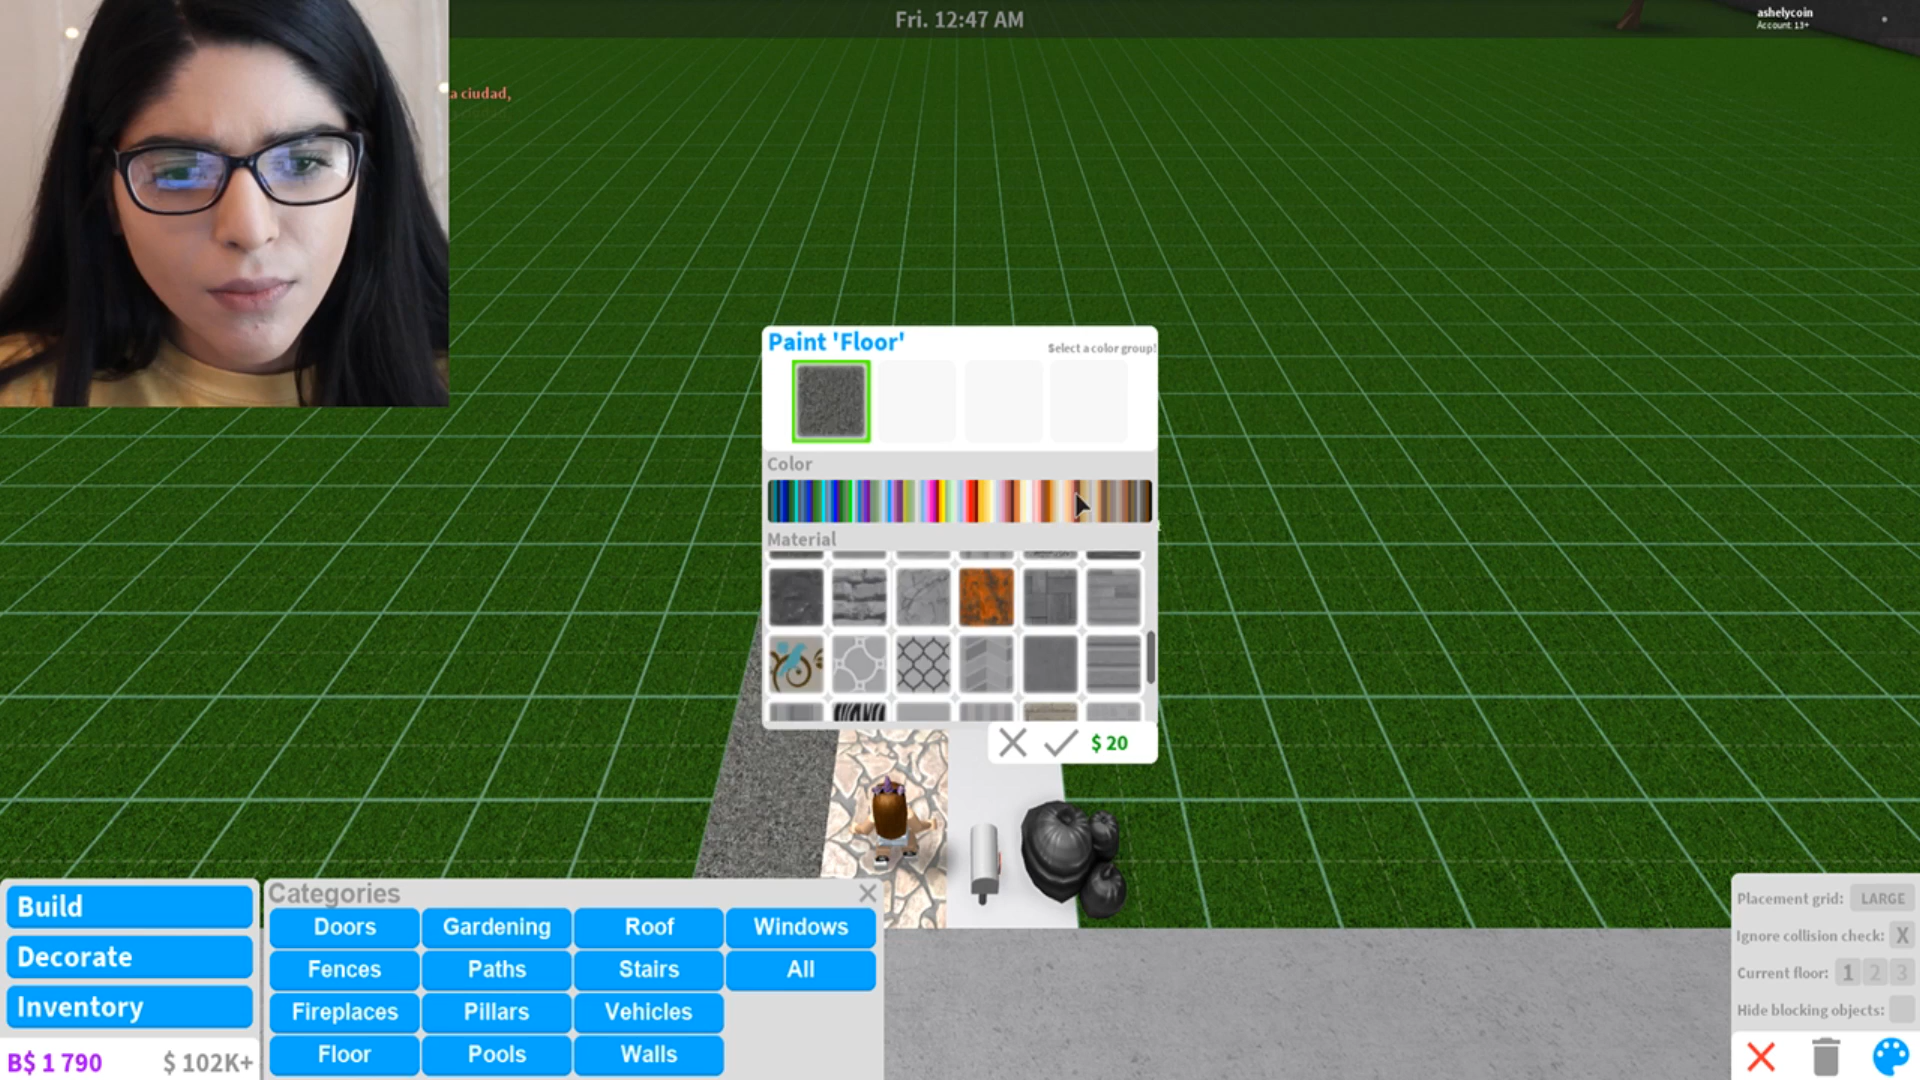 Fri. 12:47 AM
ashelycoin
Account: 13+
a ciudad,
Paint 'Floor'
Select a color group!
Color
Material
$ 20
Build
Decorate
Inventory
B$ 1 790
$ 102K+
Categories
Doors
Gardening
Roof
Windows
Fences
Paths
Stairs
All
Fireplaces
Pillars
Vehicles
Floor
Pools
Walls
Placement grid: LARGE
Ignore collision check: X
Current floor: 1 2 3
Hide blocking objects: